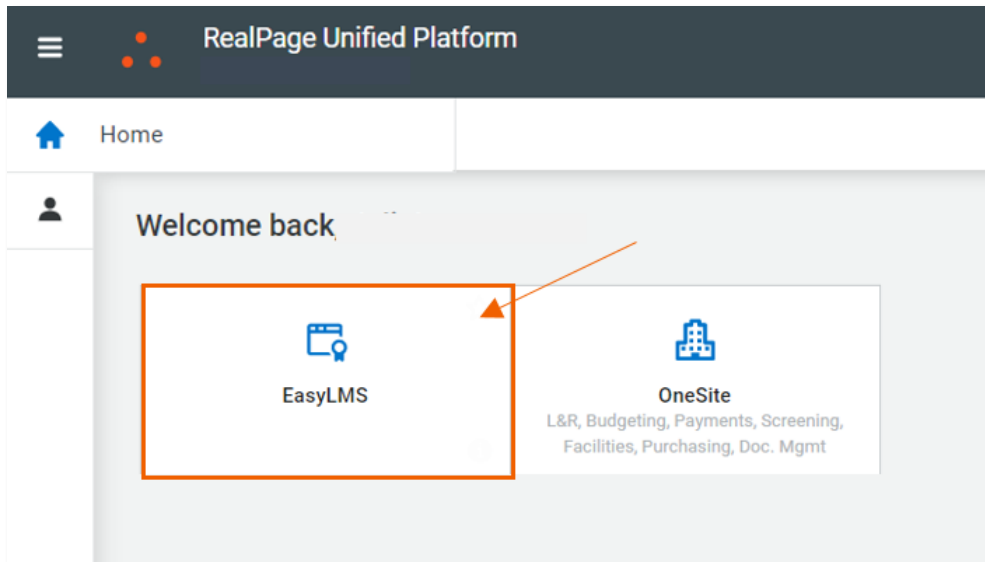 RealPage Unified Platform
Home
Welcome back,
EasyLMS
OneSite
L&R, Budgeting, Payments, Screening,
Facilities, Purchasing, Doc. Mgmt